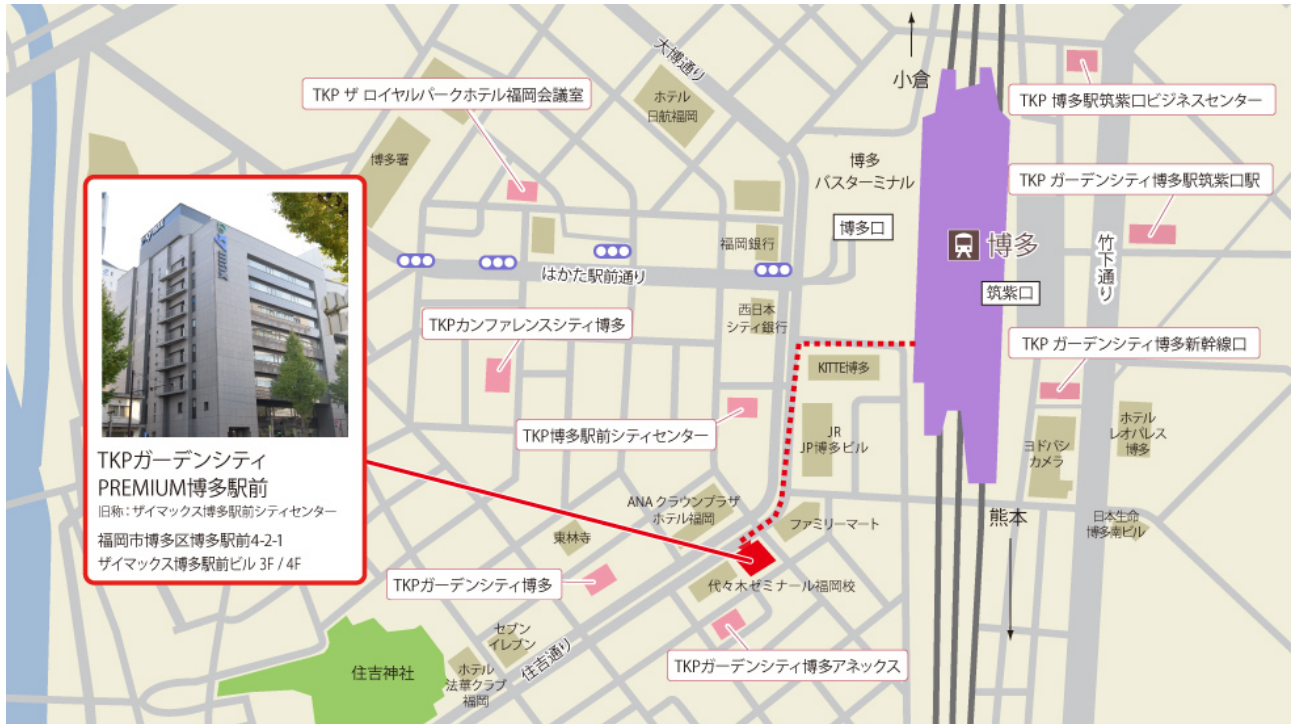 大博通り
小倉
TKP ザ ロイヤルパークホテル福岡会議室
ホテル
日航福岡
TKP 博多駅筑紫口ビジネスセンター
博多署
博多
バスターミナル
TKP ガーデンシティ博多駅筑紫口駅
博多口
福岡銀行
博多
竹下通り
はかた駅前通り
筑紫口
西日本
シティ銀行
TKPカンファレンスシティ博多
TKP ガーデンシティ博多新幹線口
KITTE博多
TKP博多駅前シティセンター
JR
JP博多ビル
ヨドバシ
カメラ
ホテル
レオパレス
博多
TKPガーデンシティ
PREMIUM博多駅前
旧称：ザイマックス博多駅前シティセンター
福岡市博多区博多駅前4-2-1
ザイマックス博多駅前ビル 3F / 4F
ANA クラウンプラザ
ホテル福岡
ファミリーマート
熊本
日本生命
博多南ビル
東林寺
TKPガーデンシティ博多
代々木ゼミナール福岡校
セブン
イレブン
住吉通り
TKPガーデンシティ博多アネックス
住吉神社
ホテル
法華クラブ
福岡